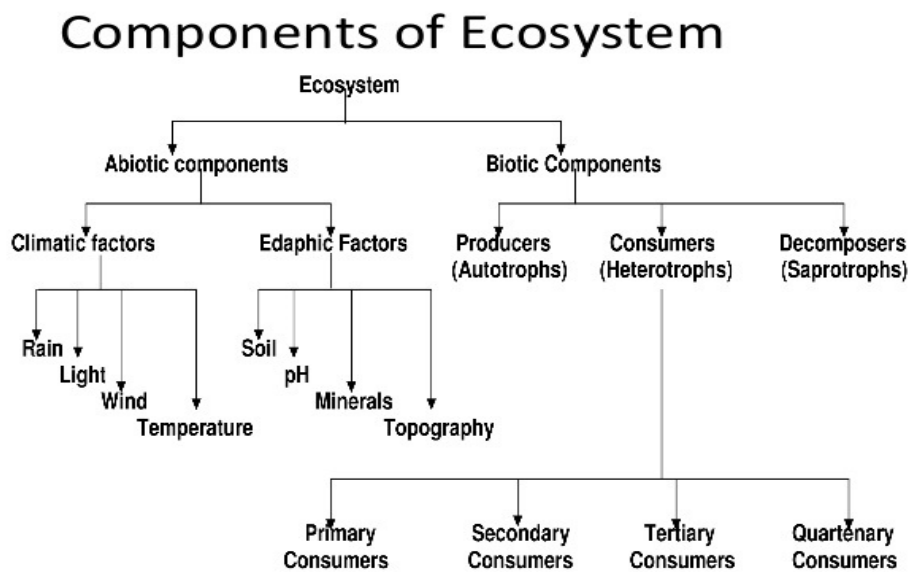 Components of Ecosystem
Ecosystem
Abiotic components
Biotic Components
Climatic factors
Edaphic Factors
Producers
(Autotrophs)
Consumers
(Heterotrophs)
Decomposers
(Saprotrophs)
Rain
Light
Wind
Temperature
Soil
pH
Minerals
Topography
Primary
Consumers
Secondary
Consumers
Tertiary
Consumers
Quartenary
Consumers